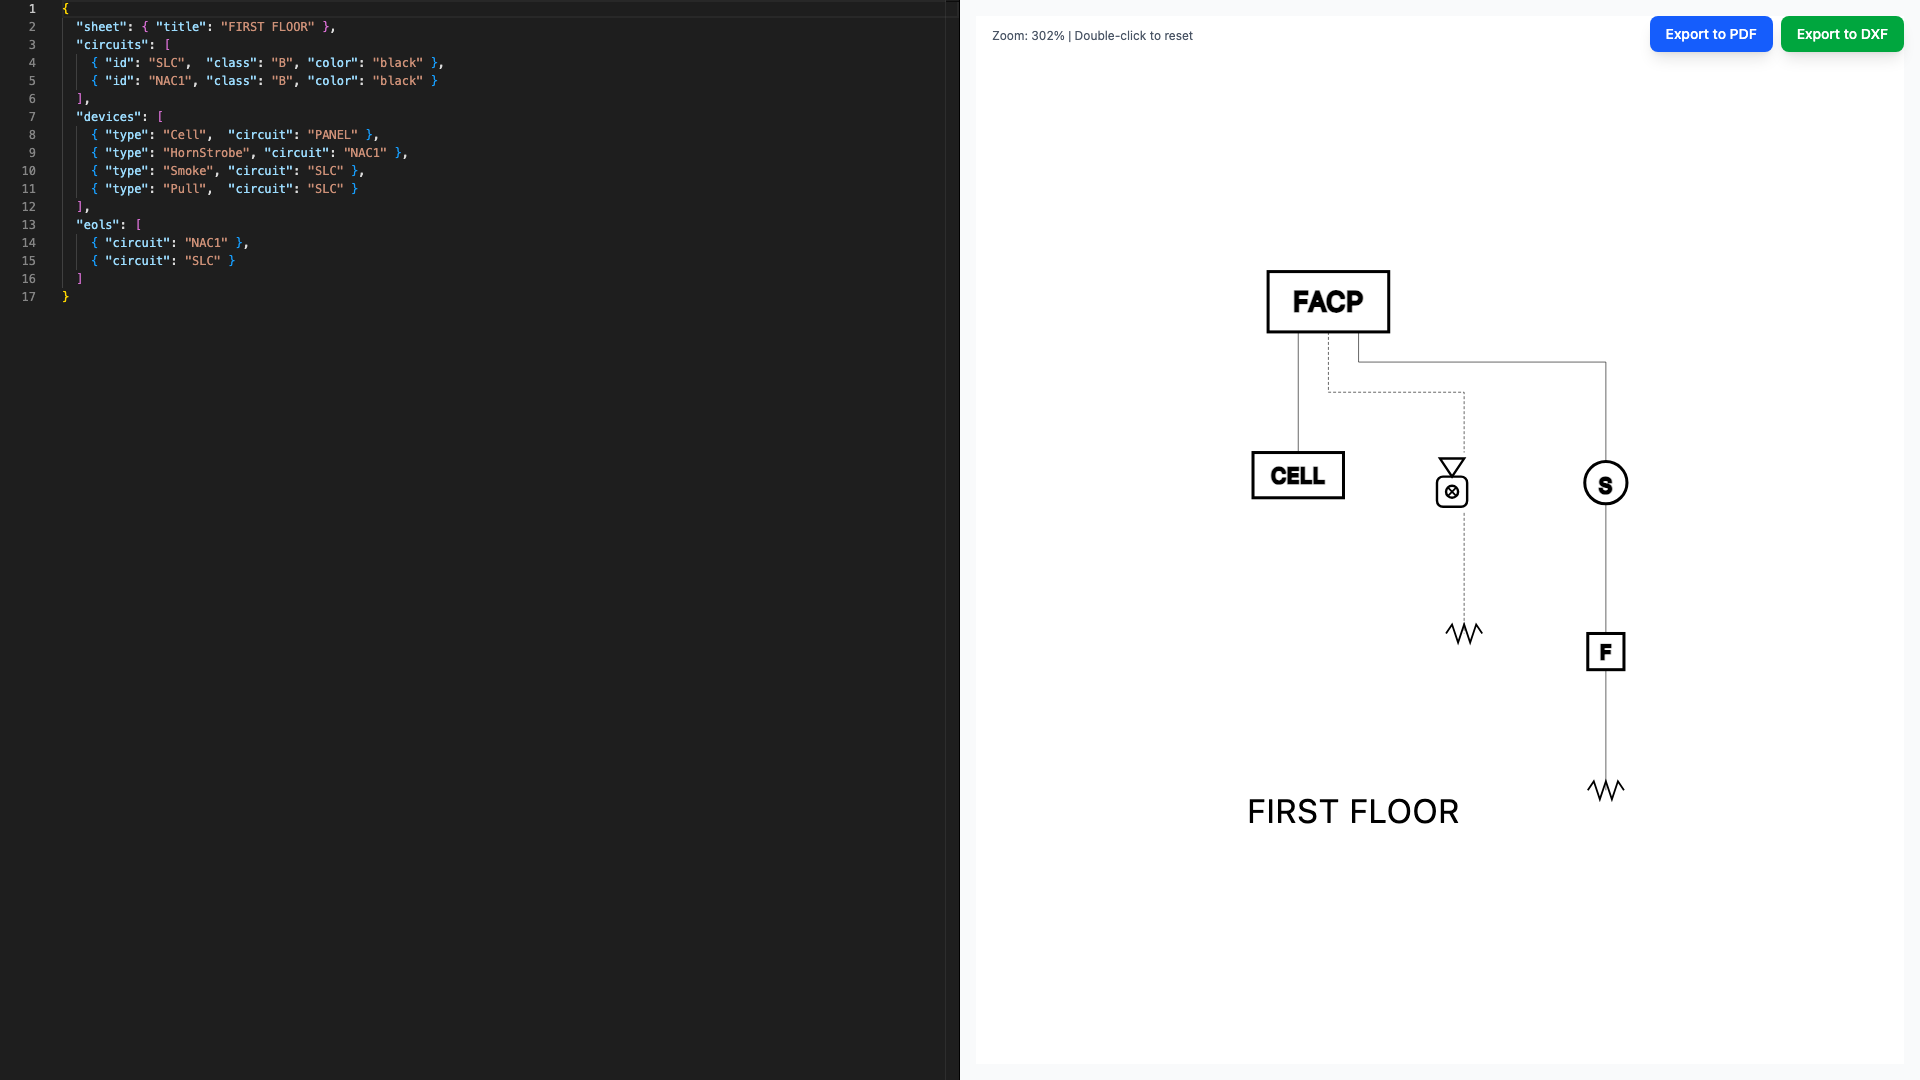 1 {
2 "sheet": { "title": "FIRST FLOOR" },
3 "circuits": [
4 { "id": "SLC",  "class": "B", "color": "black" },
5 { "id": "NAC1", "class": "B", "color": "black" }
6 ],
7 "devices": [
8 { "type": "Cell",  "circuit": "PANEL" },
9 { "type": "HornStrobe", "circuit": "NAC1" },
10 { "type": "Smoke", "circuit": "SLC" },
11 { "type": "Pull",  "circuit": "SLC" }
12 ],
13 "eols": [
14 { "circuit": "NAC1" },
15 { "circuit": "SLC" }
16 ]
17 }
Zoom: 302% | Double-click to reset
Export to PDF
Export to DXF
FACP
CELL
S
F
FIRST FLOOR